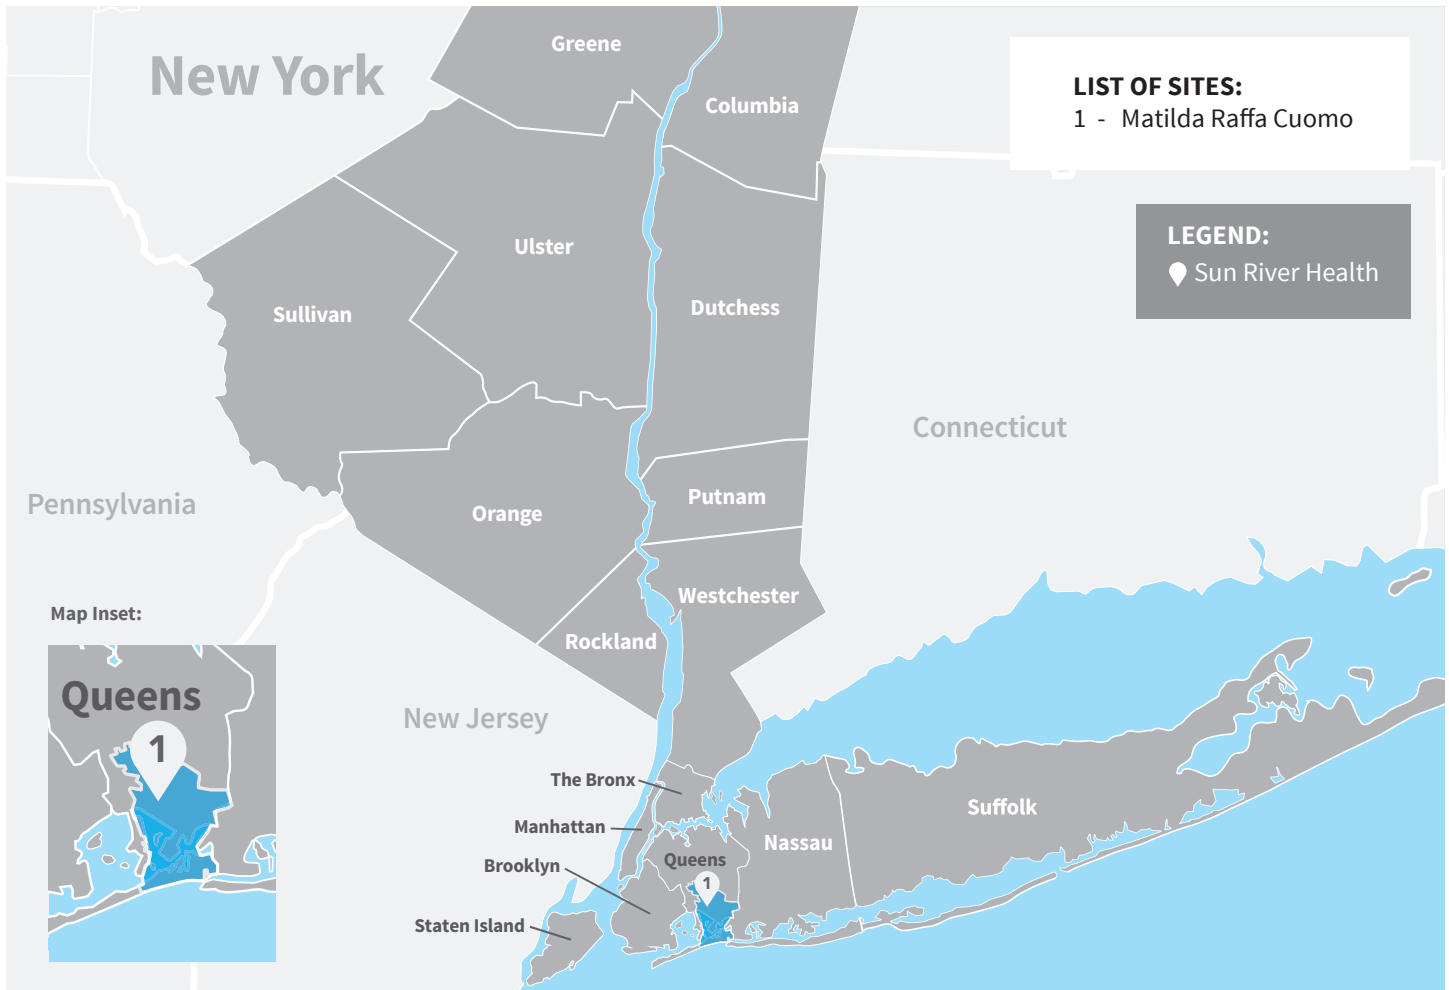 New York
Greene
Columbia
LIST OF SITES:
1 - Matilda Raffa Cuomo
Ulster
LEGEND:
Sun River Health
Sullivan
Dutchess
Connecticut
Pennsylvania
Putnam
Orange
Westchester
Map Inset:
Rockland
Queens
1
New Jersey
The Bronx
Suffolk
Manhattan
Nassau
Brooklyn
Queens
1
Staten Island